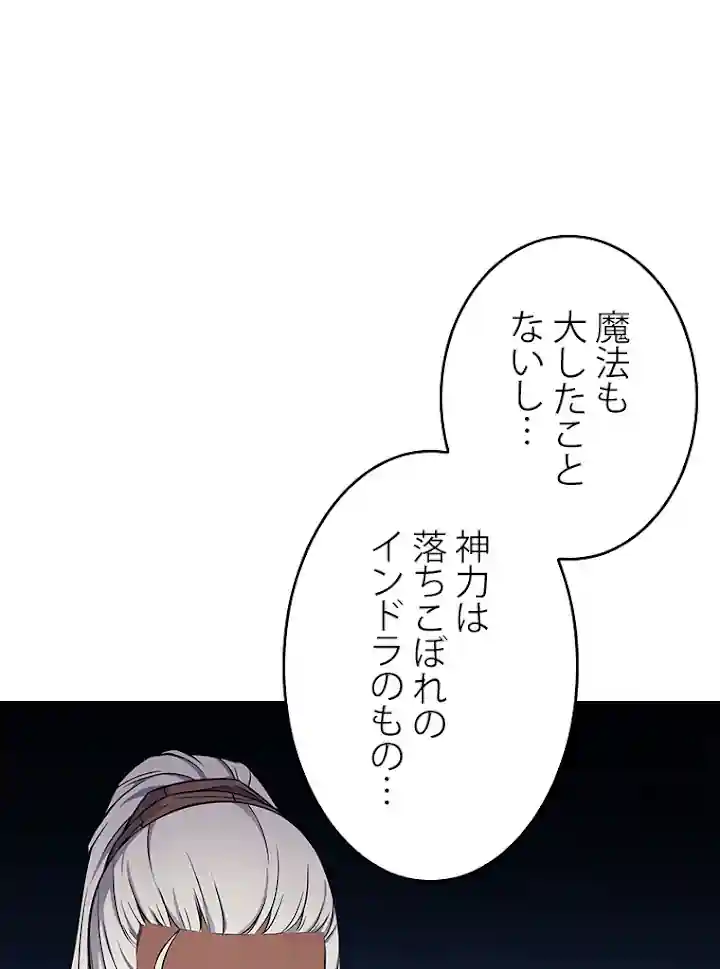 魔法も
大したこと
ないし…
神力は
落ちこぼれの
インドラのもの…